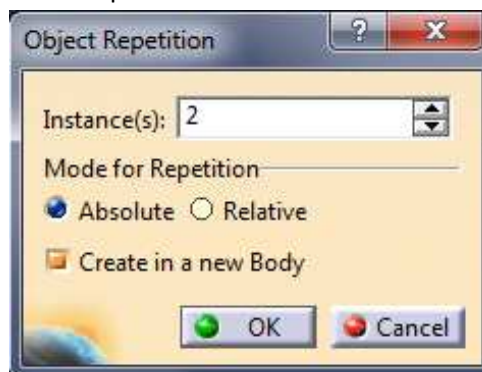 Object Repetition
?
Instance(s): 2
Mode for Repetition
Absolute Relative
Create in a new Body
OK Cancel